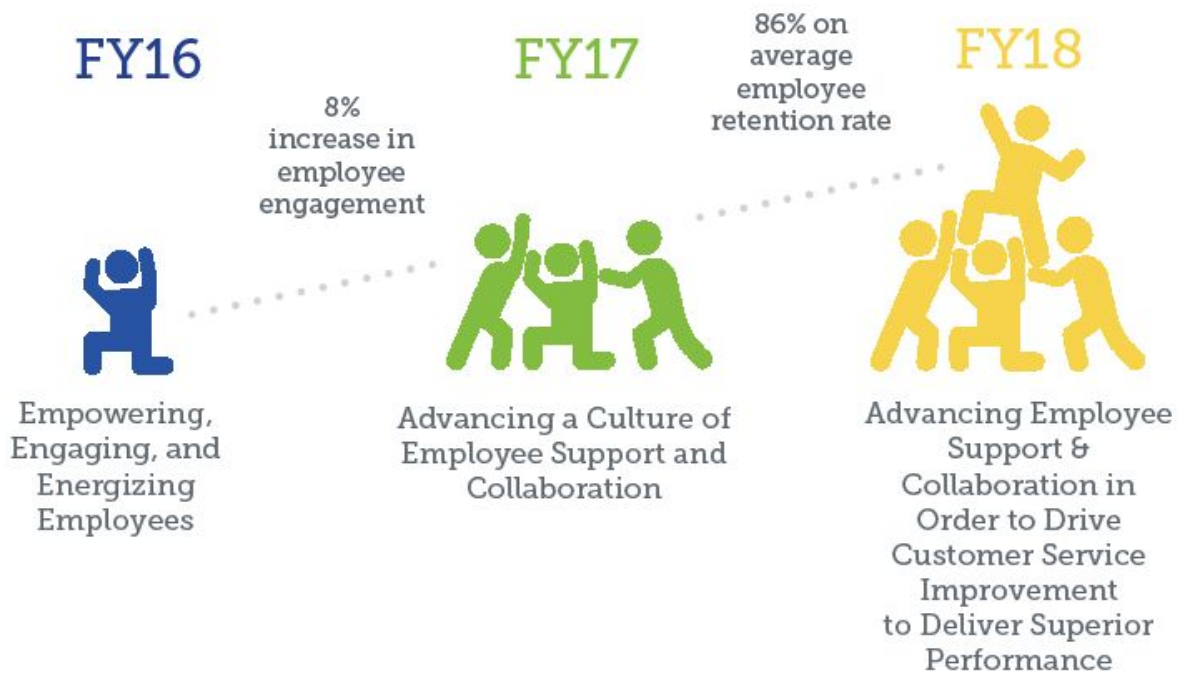 FY16
8%
increase in
employee
engagement
FY17
86% on
average
employee
retention rate
FY18
Empowering,
Engaging, and
Energizing
Employees
Advancing a Culture of
Employee Support and
Collaboration
Advancing Employee
Support &
Collaboration in
Order to Drive
Customer Service
Improvement
to Deliver Superior
Performance